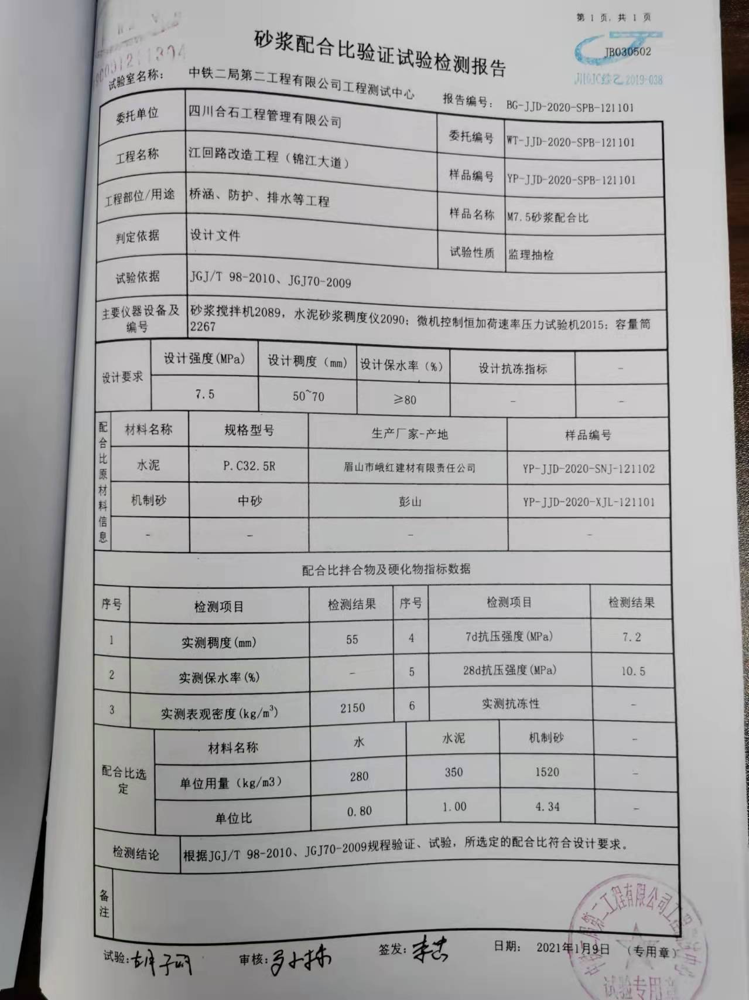 第 1 页, 共 1 页
砂浆配合比验证试验检测报告
JB030502
川JC综乙2019-038
试验室名称: 中铁二局第二工程有限公司工程测试中心 报告编号: BG-JJD-2020-SPB-121101
委托单位 四川合石工程管理有限公司 委托编号 WT-JJD-2020-SPB-121101
工程名称 江回路改造工程（锦江大道） 样品编号 YP-JJD-2020-SPB-121101
工程部位/用途 桥涵、防护、排水等工程 样品名称 M7.5砂浆配合比
判定依据 设计文件 试验性质 监理抽检
试验依据 JGJ/T 98-2010、JGJ70-2009
主要仪器设备及编号 砂浆搅拌机2089, 水泥砂浆稠度仪2090; 微机控制恒加荷速率压力试验机2015; 容量筒
2267
设计要求 设计强度(MPa) 设计稠度（mm) 设计保水率（%） 设计抗冻指标 -
7.5 50~70 ≥80 - -
配合比原材料信息 材料名称 规格型号 生产厂家-产地 样品编号
水泥 P.C32.5R 眉山市峨红建材有限责任公司 YP-JJD-2020-SNJ-121102
机制砂 中砂 彭山 YP-JJD-2020-XJL-121101
- - - -
配合比拌合物及硬化物指标数据
序号 检测项目 检测结果 序号 检测项目 检测结果
1 实测稠度(mm) 55 4 7d抗压强度(MPa) 7.2
2 实测保水率(%) - 5 28d抗压强度(MPa) 10.5
3 实测表观密度(kg/m³) 2150 6 实测抗冻性 -
配合比选定 材料名称 水 水泥 机制砂 -
单位用量（kg/m3） 280 350 1520 -
单位比 0.80 1.00 4.34 -
检测结论 根据JGJ/T 98-2010、JGJ70-2009规程验证、试验, 所选定的配合比符合设计要求。
备注
试验: 审核: 签发: 李志 日期: 2021年1月9日 （专用章）
试验专用章